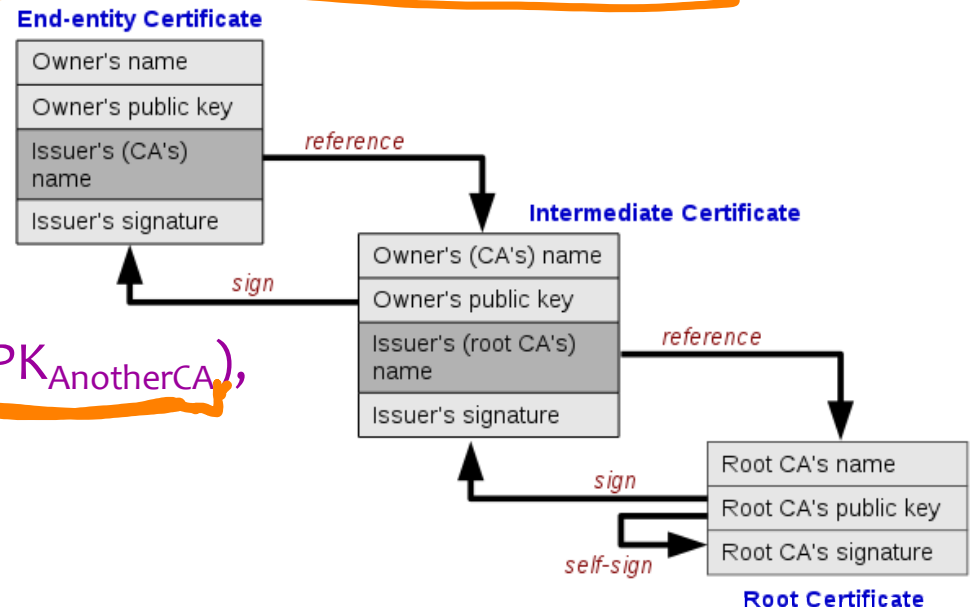 End-entity Certificate
Owner's name
Owner's public key
Issuer's (CA's)
name
Issuer's signature
reference
sign
Intermediate Certificate
Owner's (CA's) name
Owner's public key
Issuer's (root CA's)
name
Issuer's signature
PK_AnotherCA),
reference
sign
self-sign
Root CA's name
Root CA's public key
Root CA's signature
Root Certificate